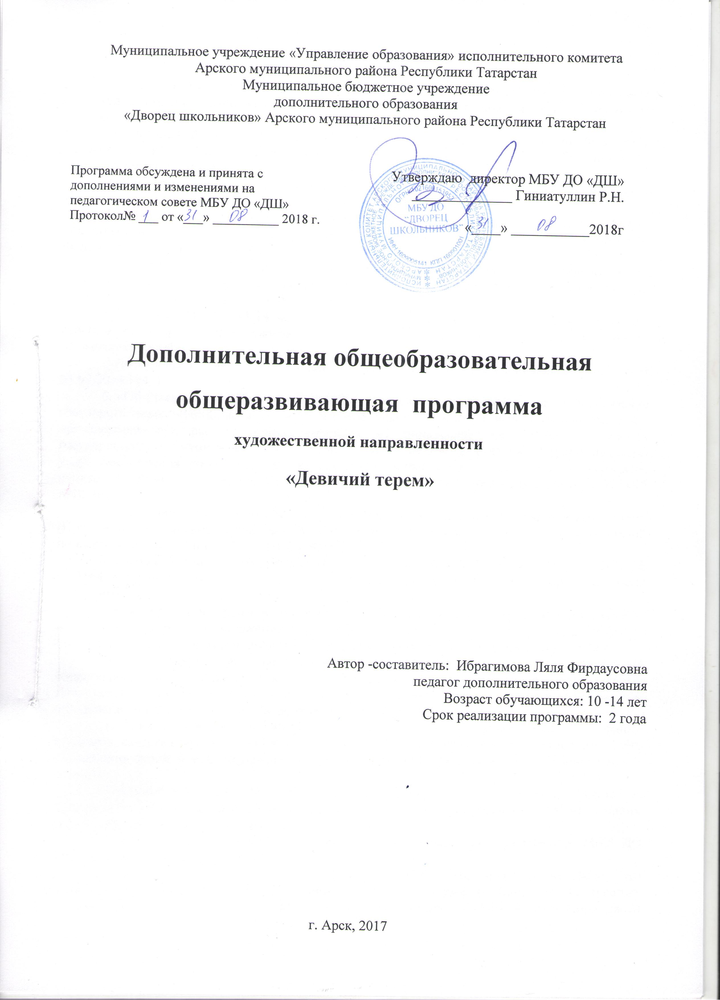 Муниципальное учреждение «Управление образования» исполнительного комитета
Арского муниципального района Республики Татарстан
Муниципальное бюджетное учреждение
дополнительного образования
«Дворец школьников» Арского муниципального района Республики Татарстан
Программа обсуждена и принята с
дополнениями и изменениями на
педагогическом совете МБУ ДО «ДШ»
Протокол№ 1 от «31» 08 2018 г.
Утверждаю директор МБУ ДО «ДШ»
Гиниатуллин Р.Н.
«31» 08 2018г
МБУ ДО
"ДВОРЕЦ
ШКОЛЬНИКОВ"
Дополнительная общеобразовательная
общеразвивающая программа
художественной направленности
«Девичий терем»
Автор -составитель: Ибрагимова Ляля Фирдаусовна
педагог дополнительного образования
Возраст обучающихся: 10 -14 лет
Срок реализации программы: 2 года
г. Арск, 2017